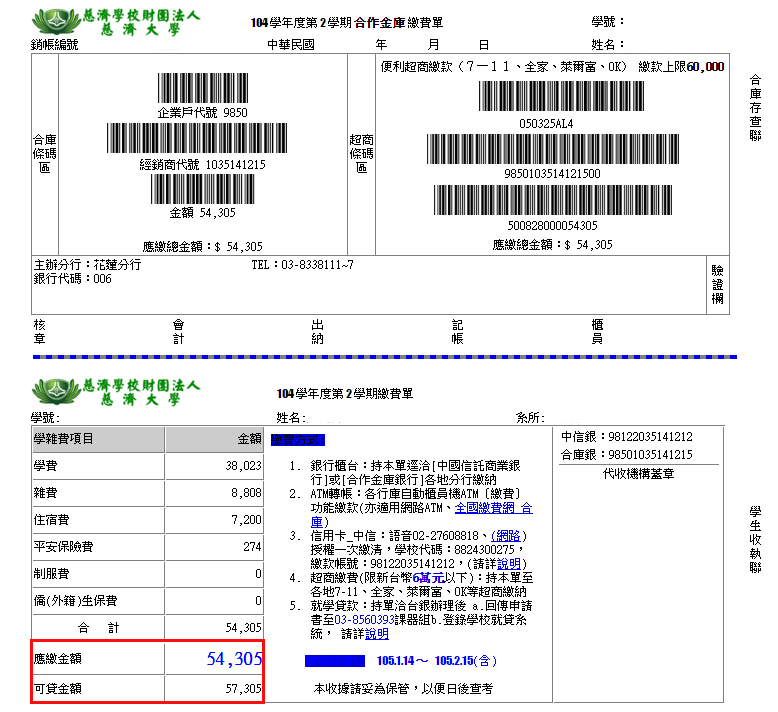 慈濟學校財團法人
慈濟大學
104學年度第2學期 合作金庫 繳費單
學號：
銷帳編號 中華民國 年 月 日 姓名：
合庫條碼區
企業戶代號 9850
經銷商代號 1035141215
金額 54,305
應繳總金額：$ 54,305
超商條碼區
便利超商繳款（７－１１、全家、萊爾富、OK） 繳款上限60,000
050325AL4
9850103514121500
500828000054305
應繳總金額：$ 54,305
合庫存查聯
主辦分行：花蓮分行 TEL：03-8338111~7
銀行代碼：006
驗證欄
核章 會計 出納 記帳 櫃員
慈濟學校財團法人
慈濟大學
104學年度第2學期繳費單
學號： 姓名： 系所：
學雜費項目 金額
學費 38,023
雜費 8,808
住宿費 7,200
平安保險費 274
制服費 0
僑(外籍)生保費 0
合 計 54,305
應繳金額 54,305
可貸金額 57,305
1. 銀行櫃台：持本單逕洽[中國信託商業銀
行]或[合作金庫銀行]各地分行繳納
2. ATM轉帳：各行庫自動櫃員機ATM〔繳費〕
功能繳款(亦適用網路ATM、全國繳費網 合
庫)
3. 信用卡_中信：語音02-27608818、(網路)
授權一次繳清，學校代碼：8824300275，
繳款帳號：98122035141212，(請詳說明)
4. 超商繳費(限新台幣6萬元以下)：持本單至
各地7-11、全家、萊爾富、OK等超商繳納
5. 就學貸款：持單洽台銀辦理後 a.回傳申請
書至03-8560393課器組b.登錄學校就貸系
統， 請詳說明
105.1.14～ 105.2.15(含)
本收據請妥為保管，以便日後查考
中信銀：98122035141212
合庫銀：98501035141215
代收機構蓋章
學生收執聯